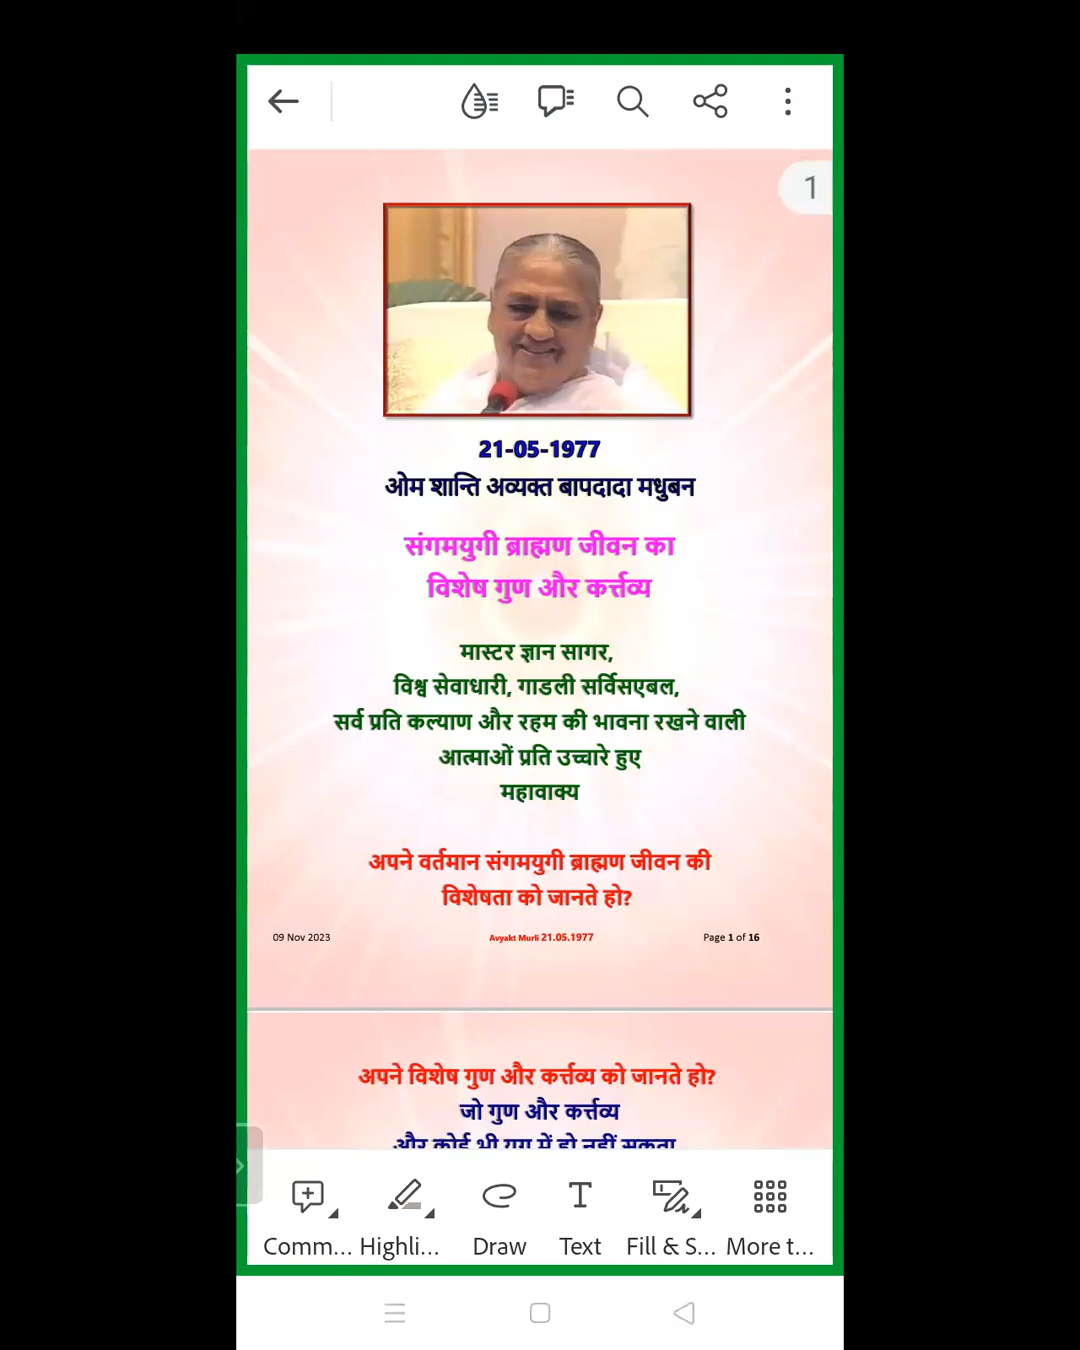 1
21-05-1977
ओम शान्ति अव्यक्त बापदादा मधुबन
संगमयुगी ब्राह्मण जीवन का
विशेष गुण और कर्त्तव्य
मास्टर ज्ञान सागर,
विश्व सेवाधारी, गाडली सर्विसएबल,
सर्व प्रति कल्याण और रहम की भावना रखने वाली
आत्माओं प्रति उच्चारे हुए
महावाक्य
अपने वर्तमान संगमयुगी ब्राह्मण जीवन की
विशेषता को जानते हो?
09 Nov 2023 Avyakt Murli 21.05.1977 Page 1 of 16
अपने विशेष गुण और कर्त्तव्य को जानते हो?
जो गुण और कर्त्तव्य
और कोई भी युग में हो नहीं सकता
Comm... Highli... Draw Text Fill & S... More t...